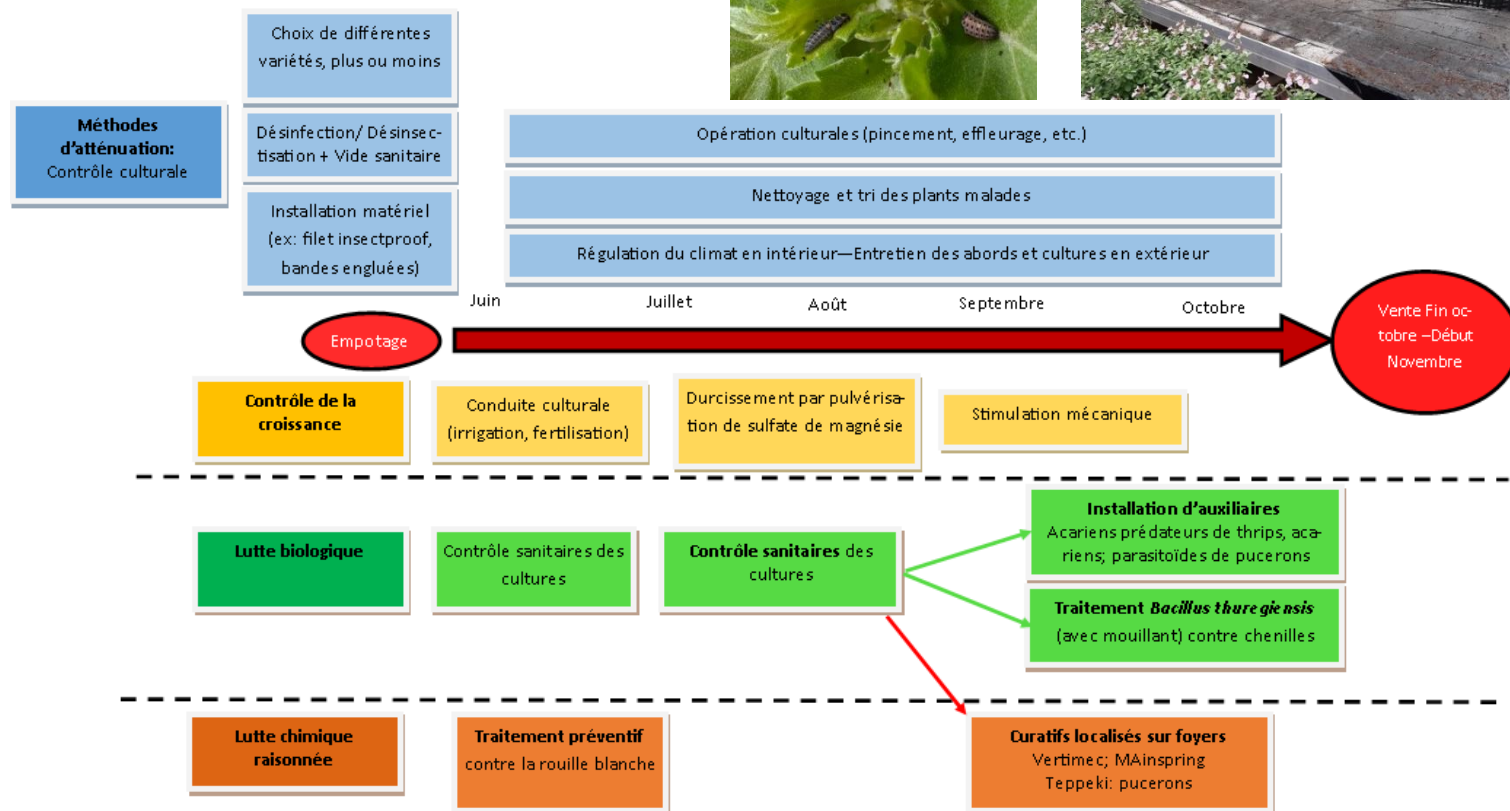 Choix de différentes
variétés, plus ou moins
Méthodes
d'atténuation:
Contrôle culturale
Désinfection/ Désinsec-
tisation + Vide sanitaire
Installation matériel
(ex: filet insectproof,
bandes engluées)
Opération culturales (pincement, effleurage, etc.)
Nettoyage et tri des plants malades
Régulation du climat en intérieur—Entretien des abords et cultures en extérieur
Juin
Juillet
Août
Septembre
Octobre
Empotage
Vente Fin oc-
tobre –Début
Novembre
Contrôle de la
croissance
Conduite culturale
(irrigation, fertilisation)
Durcissement par pulvérisa-
tion de sulfate de magnésie
Stimulation mécanique
Lutte biologique
Contrôle sanitaires des
cultures
Contrôle sanitaires des
cultures
Installation d'auxiliaires
Acariens prédateurs de thrips, aca-
riens; parasitoïdes de pucerons
Traitement Bacillus thuregiensis
(avec mouillant) contre chenilles
Lutte chimique
raisonnée
Traitement préventif
contre la rouille blanche
Curatifs localisés sur foyers
Vertimec; MAinspring
Teppeki: pucerons